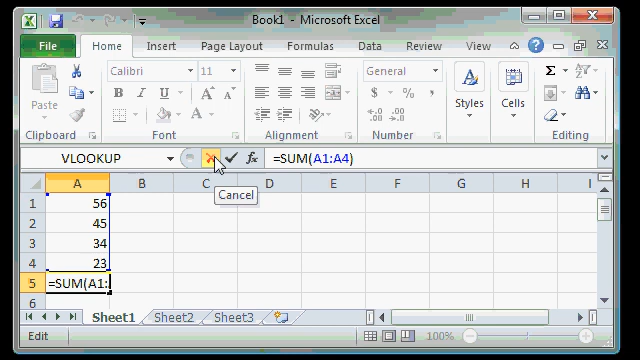 Book1 - Microsoft Excel
File Home Insert Page Layout Formulas Data Review View
Paste
Clipboard
Calibri 11
B I U A
Font
Alignment
General
$ % ,
Number
Styles
Cells
Σ
Editing
VLOOKUP fx =SUM(A1:A4)
Cancel
A B C D E F G H I
1 56
2 45
3 34
4 23
5 =SUM(A1:
6
Sheet1 Sheet2 Sheet3
Edit 100%